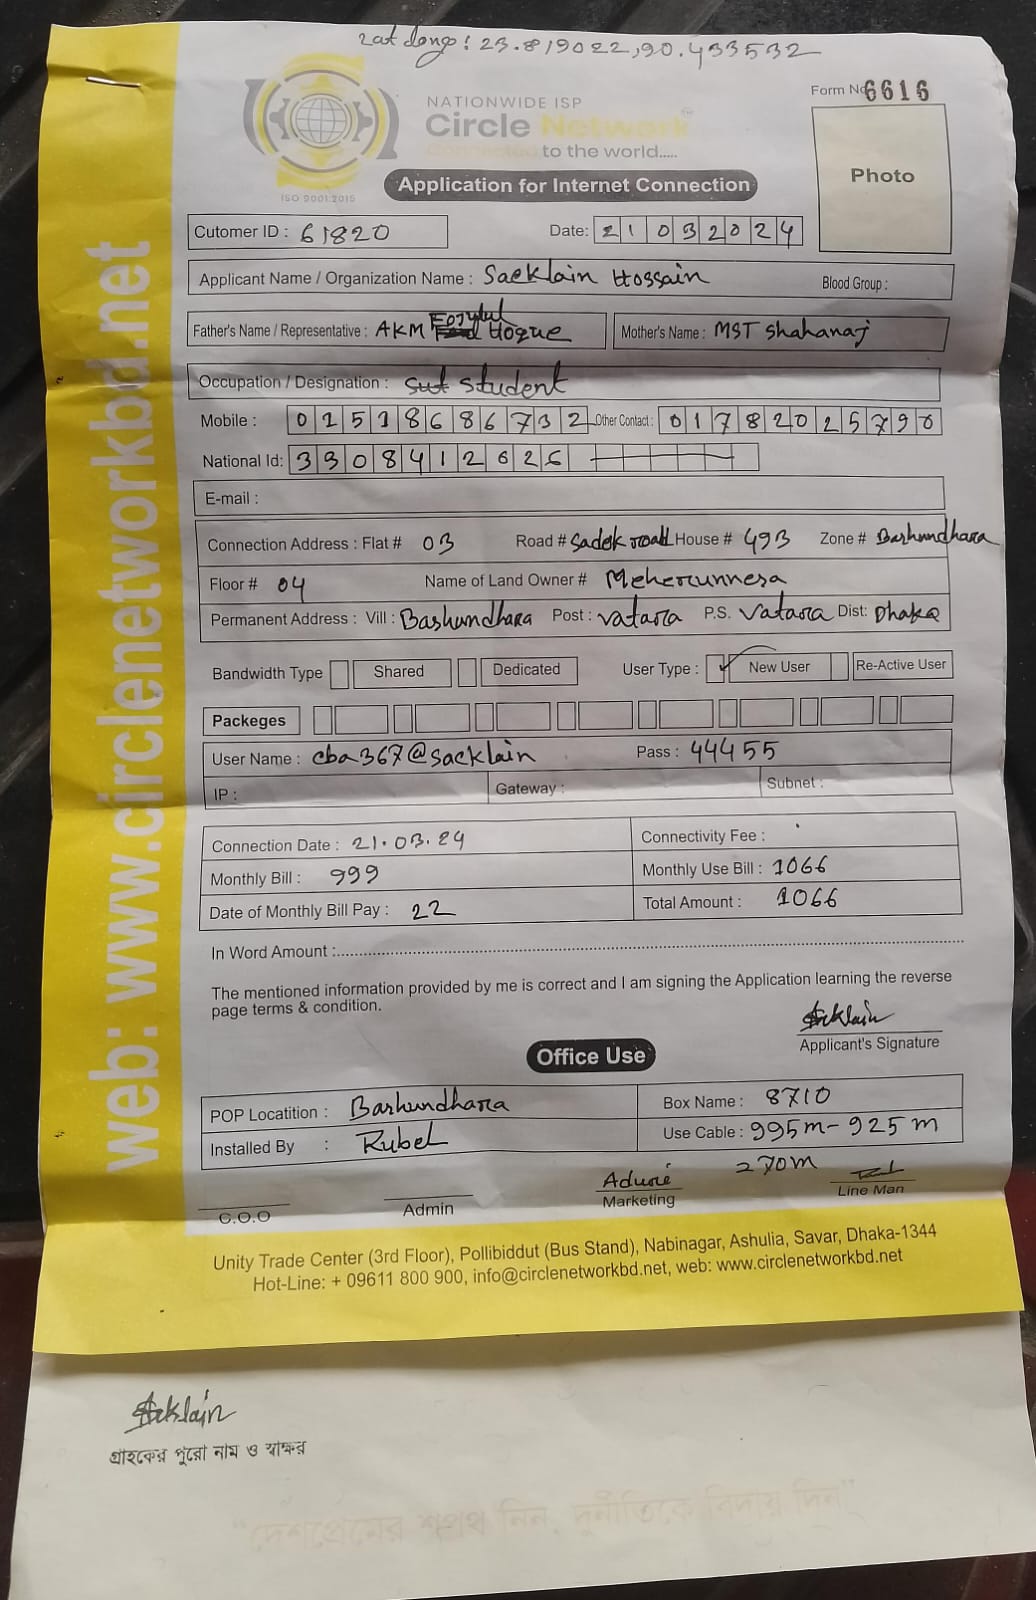 Lat long: 23.819022, 90.433532
Form No 6616
NATIONWIDE ISP
Circle Network
Connected to the world.....
ISO 9001:2015
Application for Internet Connection
Photo
Cutomer ID : 61820
Date: 21032024
Applicant Name / Organization Name : Sacklain Hossain Blood Group :
Father's Name / Representative : AKM Fojylul Hoque Mother's Name : MST Shahanaj
Occupation / Designation : student
Mobile : 01518686732 Other Contact : 01782025790
National Id: 3308412626
E-mail :
Connection Address : Flat # 03 Road # Sadek road House # 493 Zone # Bashundhara
Floor # 04 Name of Land Owner # Meherunnesa
Permanent Address : Vill : Bashundhara Post : Vatara P.S. Vatara Dist: Dhaka
Bandwidth Type Shared Dedicated User Type : ✓ New User Re-Active User
Packeges
User Name : cba367@sacklain Pass : 44455
IP : Gateway : Subnet :
Connection Date : 21.03.24 Connectivity Fee :
Monthly Bill : 999 Monthly Use Bill : 1066
Date of Monthly Bill Pay : 22 Total Amount : 1066
In Word Amount :
The mentioned information provided by me is correct and I am signing the Application learning the reverse
page terms & condition.
Sacklain
Applicant's Signature
Office Use
POP Locatition : Bashundhara Box Name : 8710
Installed By : Rubel Use Cable : 995m-925m
270m
C.O.O Admin Marketing Line Man
Unity Trade Center (3rd Floor), Pollibiddut (Bus Stand), Nabinagar, Ashulia, Savar, Dhaka-1344
Hot-Line: + 09611 800 900, info@circlenetworkbd.net, web: www.circlenetworkbd.net
web: www.circlenetworkbd.net
Sacklain
গ্রাহকের পুরো নাম ও স্বাক্ষর
"দেশপ্রেমের শপথ নিন, দুর্নীতিকে বিদায় দিন"